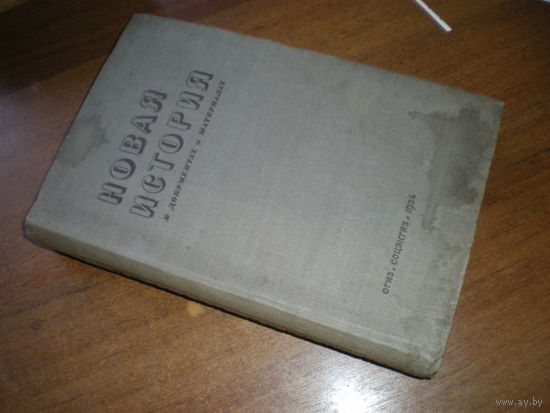 НОВАЯ
ИСТОРИЯ
В ДОКУМЕНТАХ и МАТЕРИАЛАХ
ОГИЗ • СОЦЭКГИЗ • 1934
www.ay.by